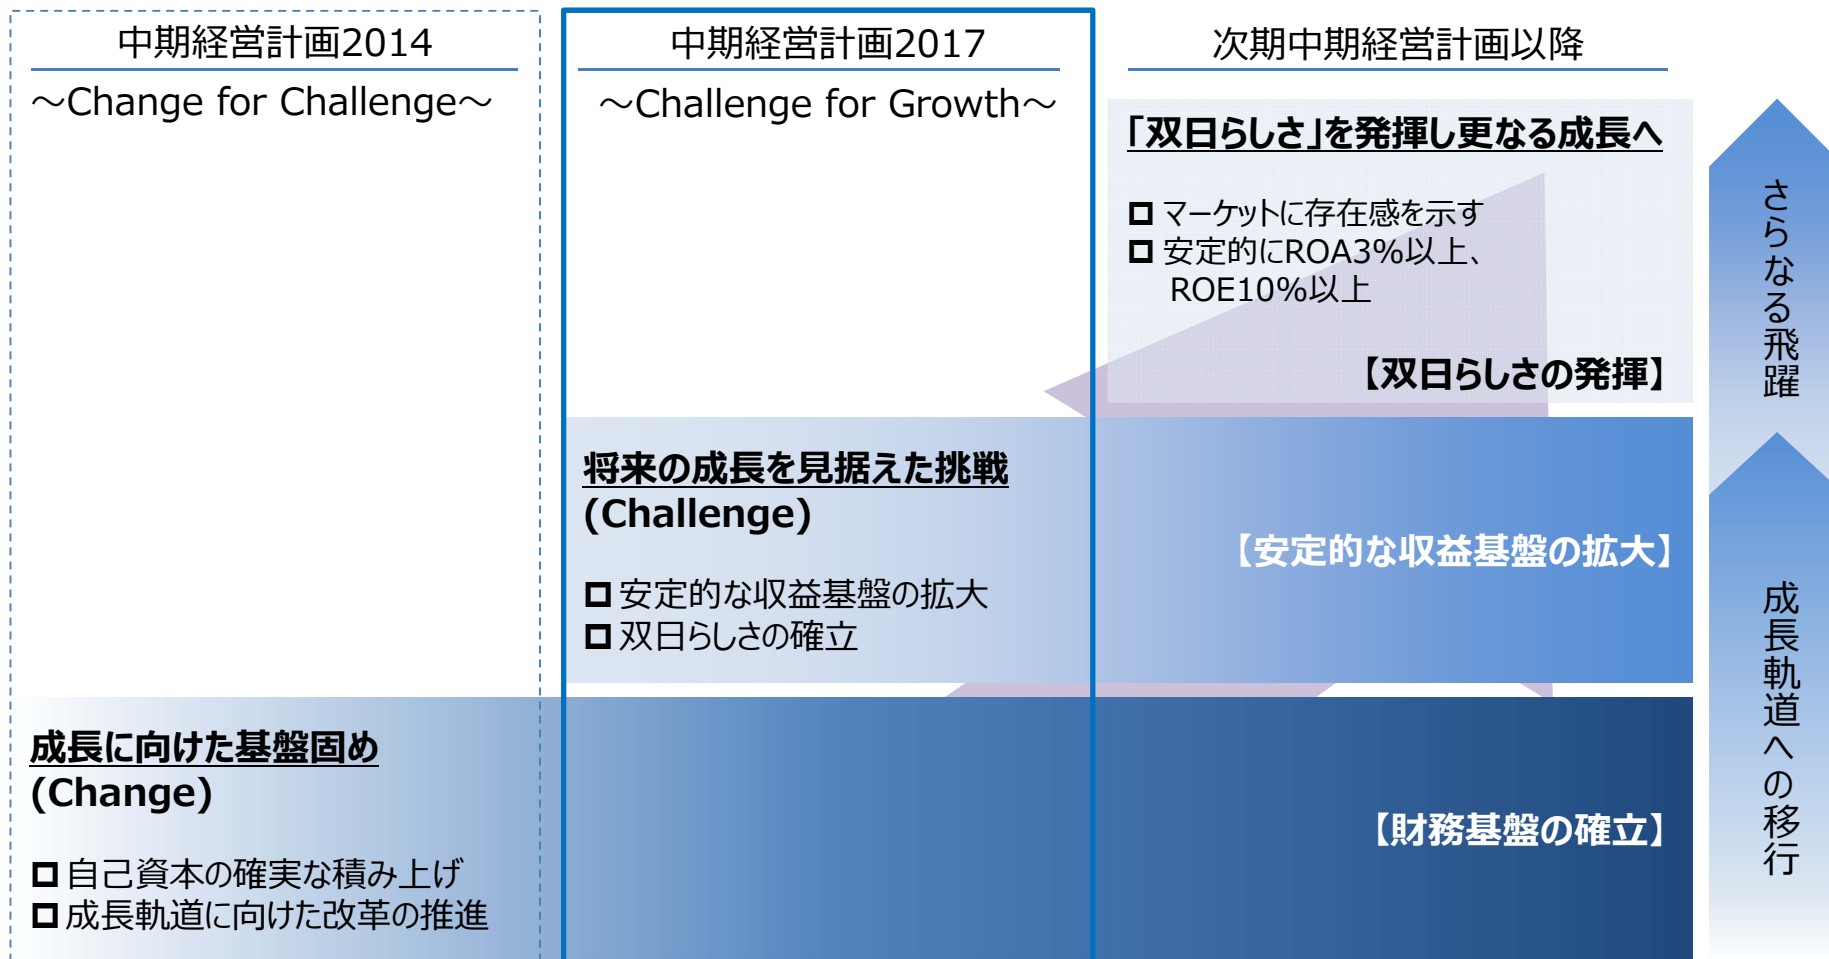 中期経営計画2014
～Change for Challenge～
中期経営計画2017
～Challenge for Growth～
次期中期経営計画以降
「双日らしさ」を発揮し更なる成長へ
マーケットに存在感を示す
安定的にROA3%以上、
ROE10%以上
【双日らしさの発揮】
将来の成長を見据えた挑戦
(Challenge)
安定的な収益基盤の拡大
双日らしさの確立
【安定的な収益基盤の拡大】
成長に向けた基盤固め
(Change)
自己資本の確実な積み上げ
成長軌道に向けた改革の推進
【財務基盤の確立】
さらなる飛躍
成長軌道への移行